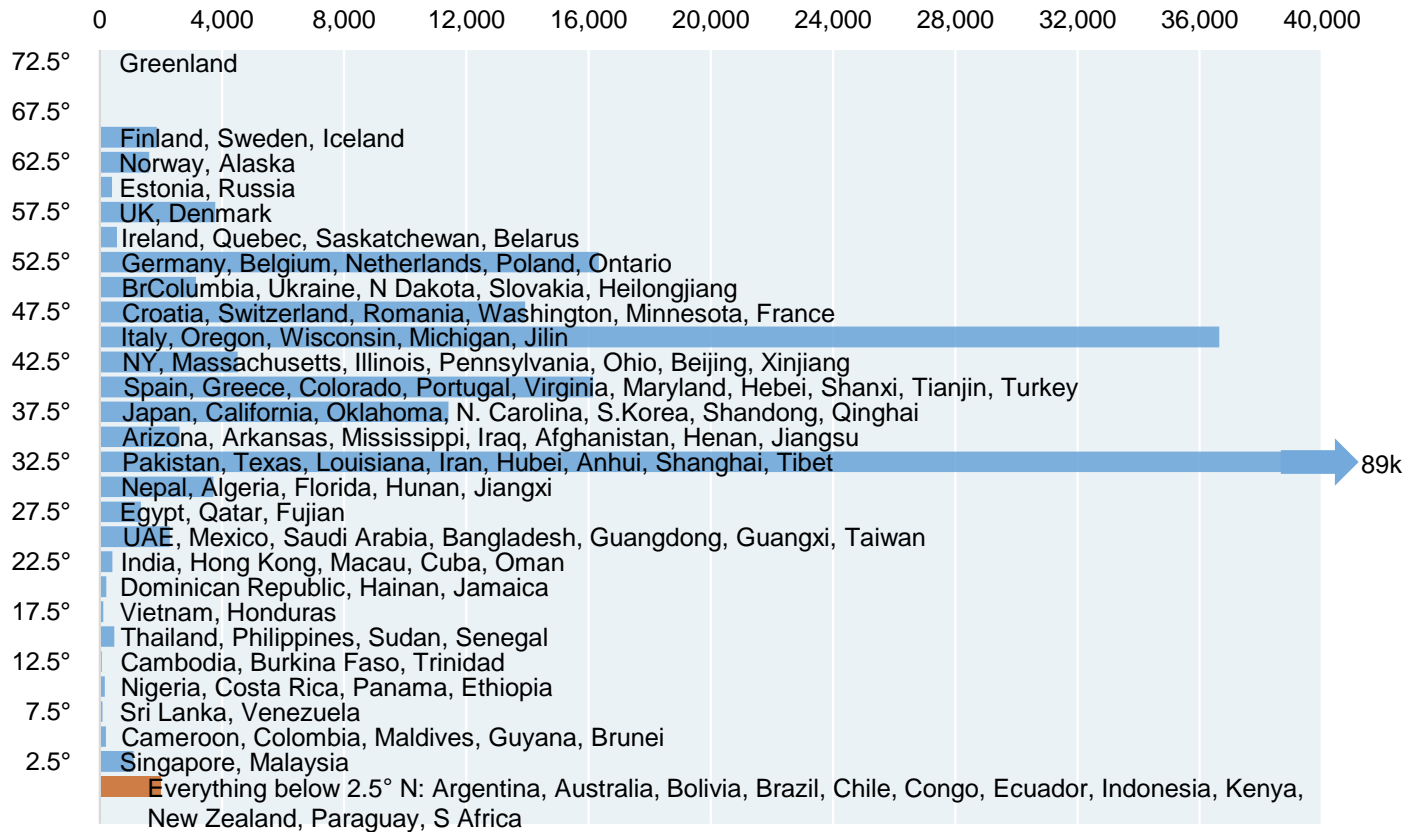 0 4,000 8,000 12,000 16,000 20,000 24,000 28,000 32,000 36,000 40,000
72.5° Greenland
67.5°
Finland, Sweden, Iceland
62.5° Norway, Alaska
Estonia, Russia
57.5° UK, Denmark
Ireland, Quebec, Saskatchewan, Belarus
52.5° Germany, Belgium, Netherlands, Poland, Ontario
BrColumbia, Ukraine, N Dakota, Slovakia, Heilongjiang
47.5° Croatia, Switzerland, Romania, Washington, Minnesota, France
Italy, Oregon, Wisconsin, Michigan, Jilin
42.5° NY, Massachusetts, Illinois, Pennsylvania, Ohio, Beijing, Xinjiang
Spain, Greece, Colorado, Portugal, Virginia, Maryland, Hebei, Shanxi, Tianjin, Turkey
37.5° Japan, California, Oklahoma, N. Carolina, S.Korea, Shandong, Qinghai
Arizona, Arkansas, Mississippi, Iraq, Afghanistan, Henan, Jiangsu
32.5° Pakistan, Texas, Louisiana, Iran, Hubei, Anhui, Shanghai, Tibet 89k
Nepal, Algeria, Florida, Hunan, Jiangxi
27.5° Egypt, Qatar, Fujian
UAE, Mexico, Saudi Arabia, Bangladesh, Guangdong, Guangxi, Taiwan
22.5° India, Hong Kong, Macau, Cuba, Oman
Dominican Republic, Hainan, Jamaica
17.5° Vietnam, Honduras
Thailand, Philippines, Sudan, Senegal
12.5° Cambodia, Burkina Faso, Trinidad
Nigeria, Costa Rica, Panama, Ethiopia
7.5° Sri Lanka, Venezuela
Cameroon, Colombia, Maldives, Guyana, Brunei
2.5° Singapore, Malaysia
Everything below 2.5° N: Argentina, Australia, Bolivia, Brazil, Chile, Congo, Ecuador, Indonesia, Kenya,
New Zealand, Paraguay, S Africa